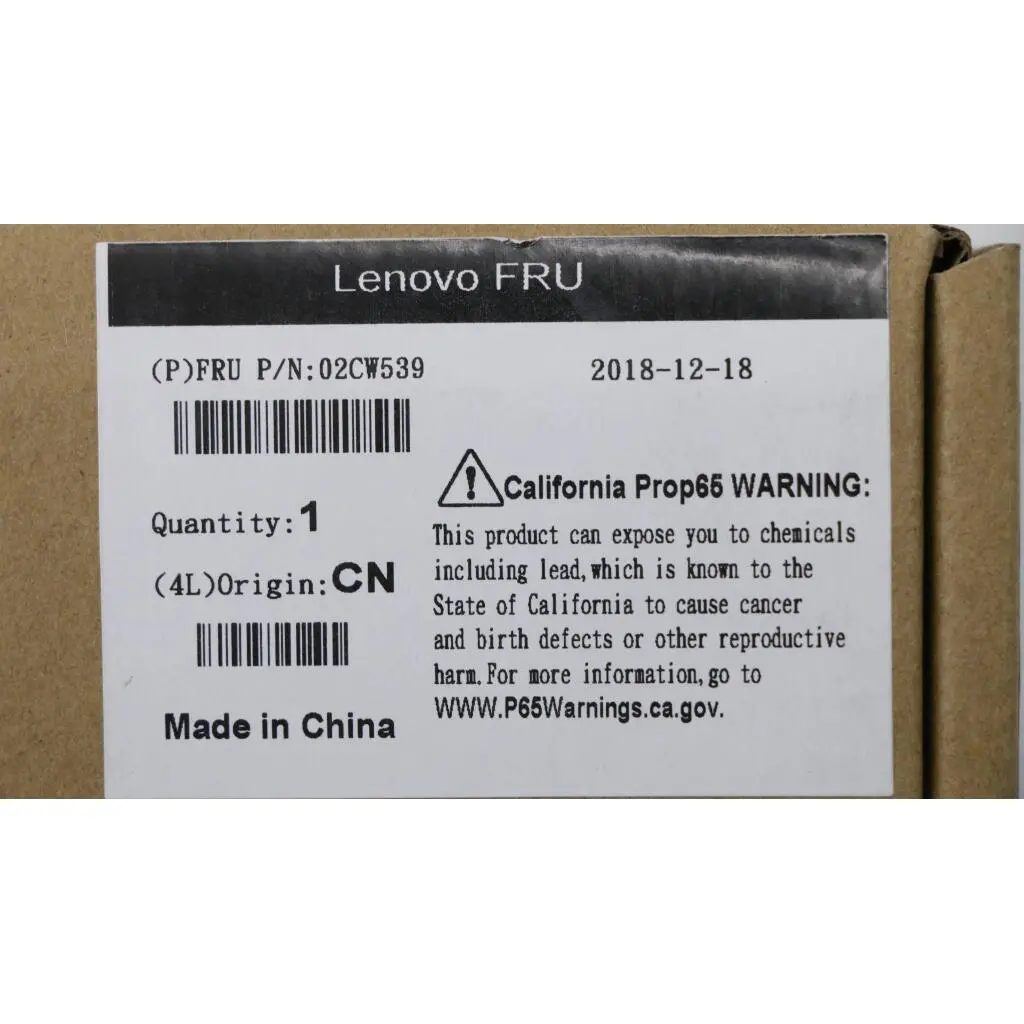 Lenovo FRU
(P)FRU P/N:02CW539
2018-12-18
Quantity:1
(4L)Origin:CN
Made in China
California Prop65 WARNING:
This product can expose you to chemicals
including lead,which is known to the
State of California to cause cancer
and birth defects or other reproductive
harm.For more information,go to
WWW.P65Warnings.ca.gov.